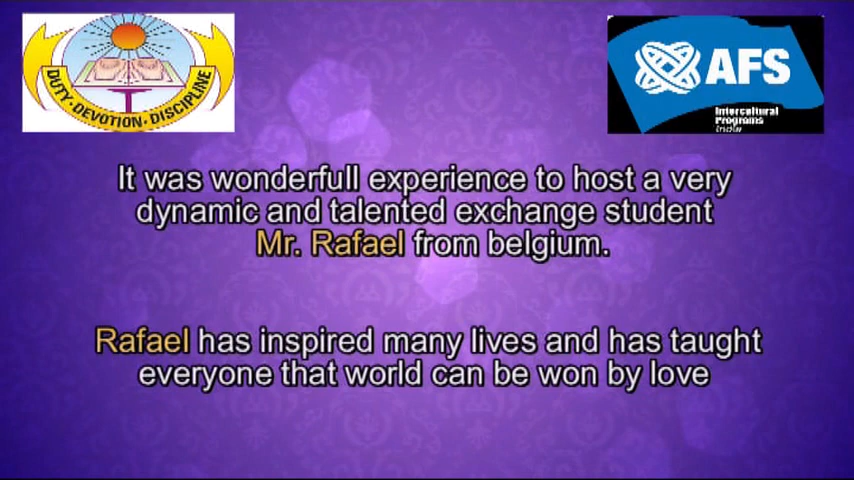 DUTY · DEVOTION · DISCIPLINE
AFS
Intercultural
Programs
India
It was wonderfull experience to host a very
dynamic and talented exchange student
Mr. Rafael from belgium.
Rafael has inspired many lives and has taught
everyone that world can be won by love